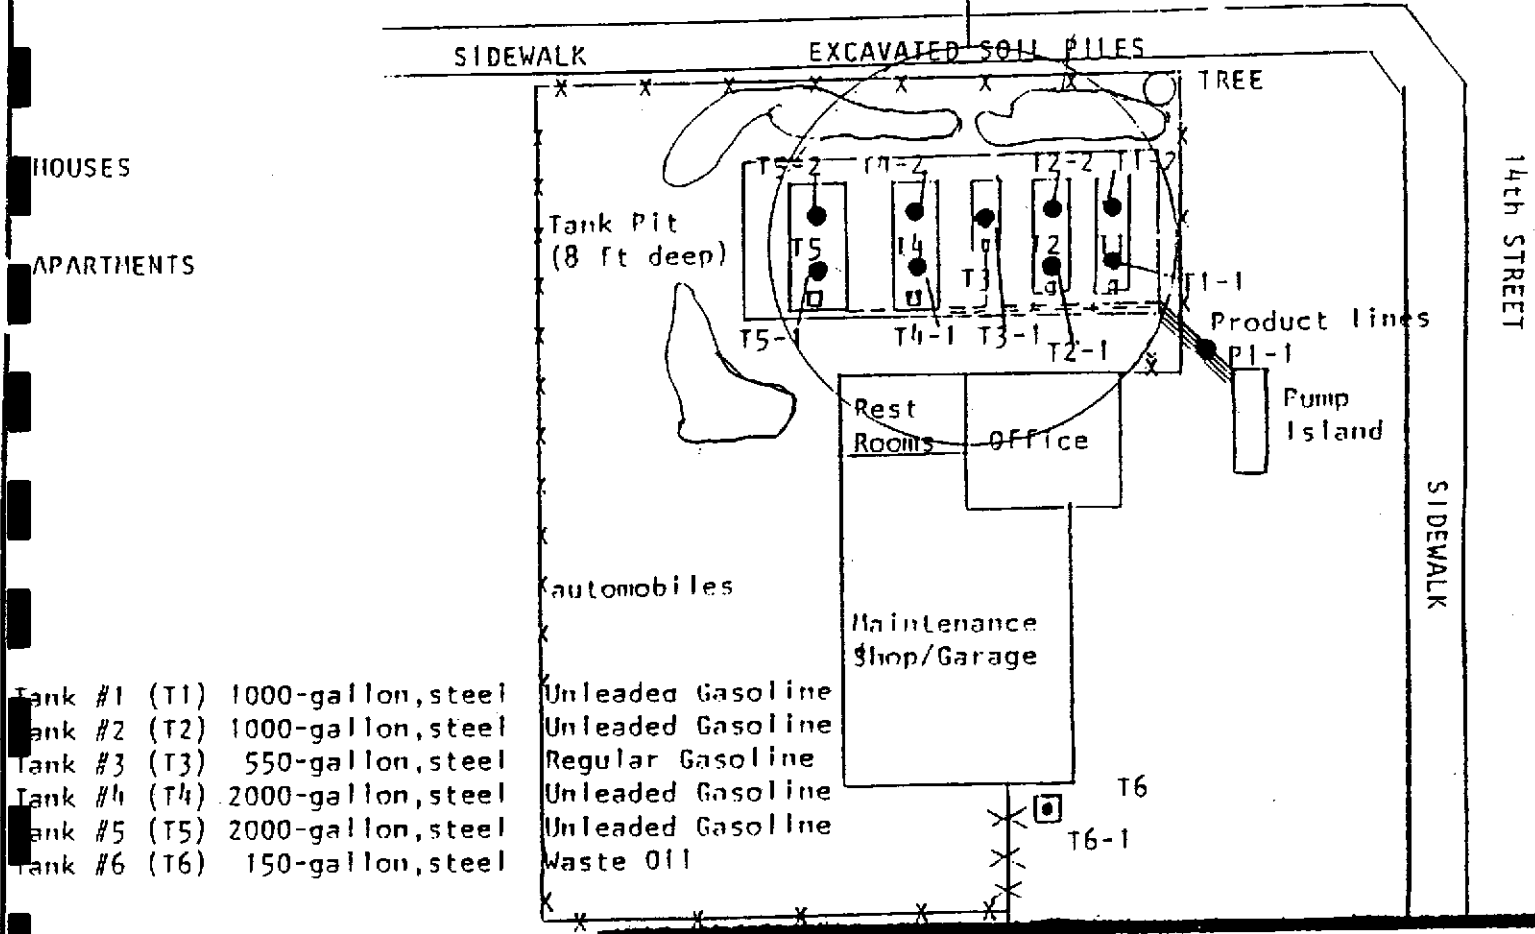 SIDEWALK
EXCAVATED SOIL PILES
TREE
HOUSES
APARTMENTS
14th STREET
Tank Pit
(8 ft deep)
T5-2
T4-2
T2-2
T1-2
T5
T4
T3
T2
T1
T1-1
T5-1
T4-1
T3-1
T2-1
Product lines
P1-1
Pump
Island
Rest
Rooms
Office
SIDEWALK
automobiles
Maintenance
Shop/Garage
Tank #1 (T1) 1000-gallon,steel Unleaded Gasoline
Tank #2 (T2) 1000-gallon,steel Unleaded Gasoline
Tank #3 (T3) 550-gallon,steel Regular Gasoline
Tank #4 (T4) 2000-gallon,steel Unleaded Gasoline
Tank #5 (T5) 2000-gallon,steel Unleaded Gasoline
Tank #6 (T6) 150-gallon,steel Waste Oil
T6
T6-1